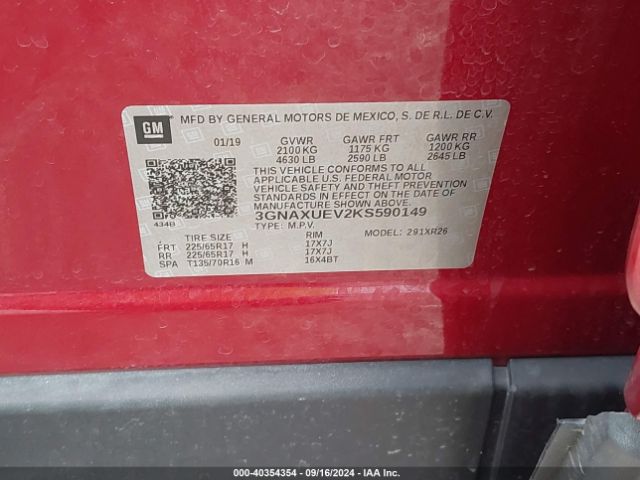 GM
MFD BY GENERAL MOTORS DE MEXICO, S. DE R.L. DE C.V.
01/19 GVWR GAWR FRT GAWR RR
2100 KG 1175 KG 1200 KG
4630 LB 2590 LB 2645 LB
THIS VEHICLE CONFORMS TO ALL
APPLICABLE U.S. FEDERAL MOTOR
VEHICLE SAFETY AND THEFT PREVENTION
STANDARDS IN EFFECT ON THE DATE OF
MANUFACTURE SHOWN ABOVE.
3GNAXUEV2KS590149
434B
TYPE: M.P.V. MODEL: 291XR26
TIRE SIZE RIM
FRT 225/65R17 H 17X7J
RR 225/65R17 H 17X7J
SPA T135/70R16 M 16X4BT
000-40354354 - 09/16/2024 - IAA Inc.